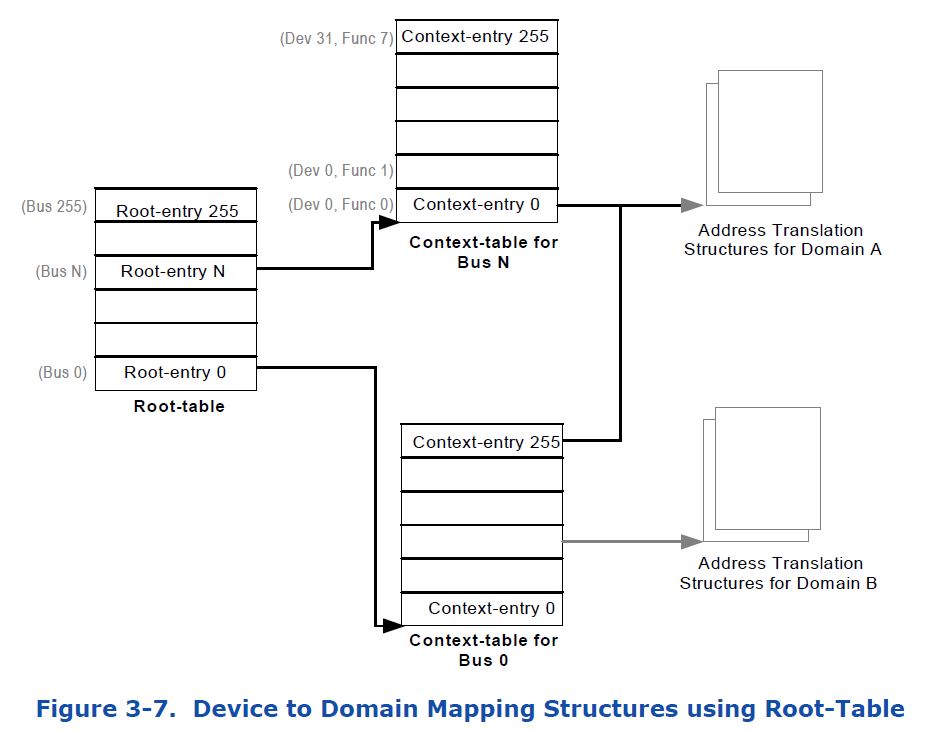 (Dev 31, Func 7)
Context-entry 255
(Dev 0, Func 1)
(Dev 0, Func 0)
Context-entry 0
Context-table for
Bus N
Address Translation
Structures for Domain A
(Bus 255)
Root-entry 255
(Bus N)
Root-entry N
(Bus 0)
Root-entry 0
Root-table
Context-entry 255
Context-entry 0
Context-table for
Bus 0
Address Translation
Structures for Domain B
Figure 3-7. Device to Domain Mapping Structures using Root-Table